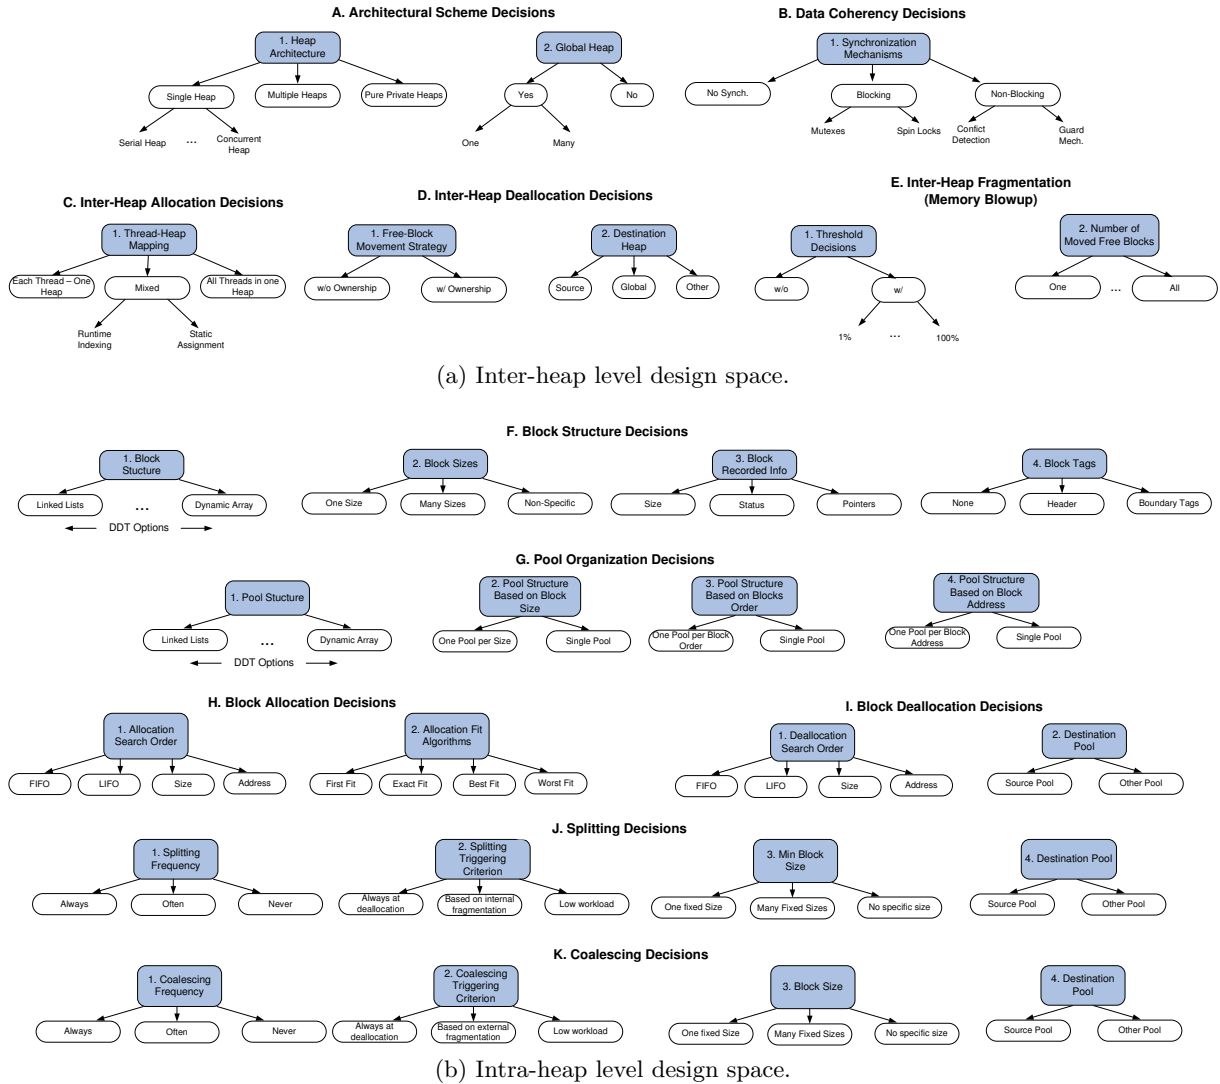 A. Architectural Scheme Decisions
1. Heap
Architecture
2. Global Heap
Single Heap
Multiple Heaps
Pure Private Heaps
Yes
No
Serial Heap
...
Concurrent
Heap
One
Many
B. Data Coherency Decisions
1. Synchronization
Mechanisms
No Synch.
Blocking
Non-Blocking
Mutexes
Spin Locks
Confict
Detection
Guard
Mech.
C. Inter-Heap Allocation Decisions
1. Thread-Heap
Mapping
Each Thread – One
Heap
Mixed
All Threads in one
Heap
Runtime
Indexing
Static
Assignment
D. Inter-Heap Deallocation Decisions
1. Free-Block
Movement Strategy
w/o Ownership
w/ Ownership
2. Destination
Heap
Source
Global
Other
E. Inter-Heap Fragmentation
(Memory Blowup)
1. Threshold
Decisions
w/o
w/
1%
...
100%
2. Number of
Moved Free Blocks
One
...
All
(a) Inter-heap level design space.
F. Block Structure Decisions
1. Block
Stucture
Linked Lists
...
Dynamic Array
DDT Options
2. Block Sizes
One Size
Many Sizes
Non-Specific
3. Block
Recorded Info
Size
Status
Pointers
4. Block Tags
None
Header
Boundary Tags
G. Pool Organization Decisions
1. Pool Stucture
Linked Lists
...
Dynamic Array
DDT Options
2. Pool Structure
Based on Block
Size
One Pool per Size
Single Pool
3. Pool Structure
Based on Blocks
Order
One Pool per Block
Order
Single Pool
4. Pool Structure
Based on Block
Address
One Pool per Block
Address
Single Pool
H. Block Allocation Decisions
1. Allocation
Search Order
FIFO
LIFO
Size
Address
2. Allocation Fit
Algorithms
First Fit
Exact Fit
Best Fit
Worst Fit
I. Block Deallocation Decisions
1. Deallocation
Search Order
FIFO
LIFO
Size
Address
2. Destination
Pool
Source Pool
Other Pool
J. Splitting Decisions
1. Splitting
Frequency
Always
Often
Never
2. Splitting
Triggering
Criterion
Always at
deallocation
Based on internal
fragmentation
Low workload
3. Min Block
Size
One fixed Size
Many Fixed Sizes
No specific size
4. Destination Pool
Source Pool
Other Pool
K. Coalescing Decisions
1. Coalescing
Frequency
Always
Often
Never
2. Coalescing
Triggering
Criterion
Always at
deallocation
Based on external
fragmentation
Low workload
3. Block Size
One fixed Size
Many Fixed Sizes
No specific size
4. Destination
Pool
Source Pool
Other Pool
(b) Intra-heap level design space.